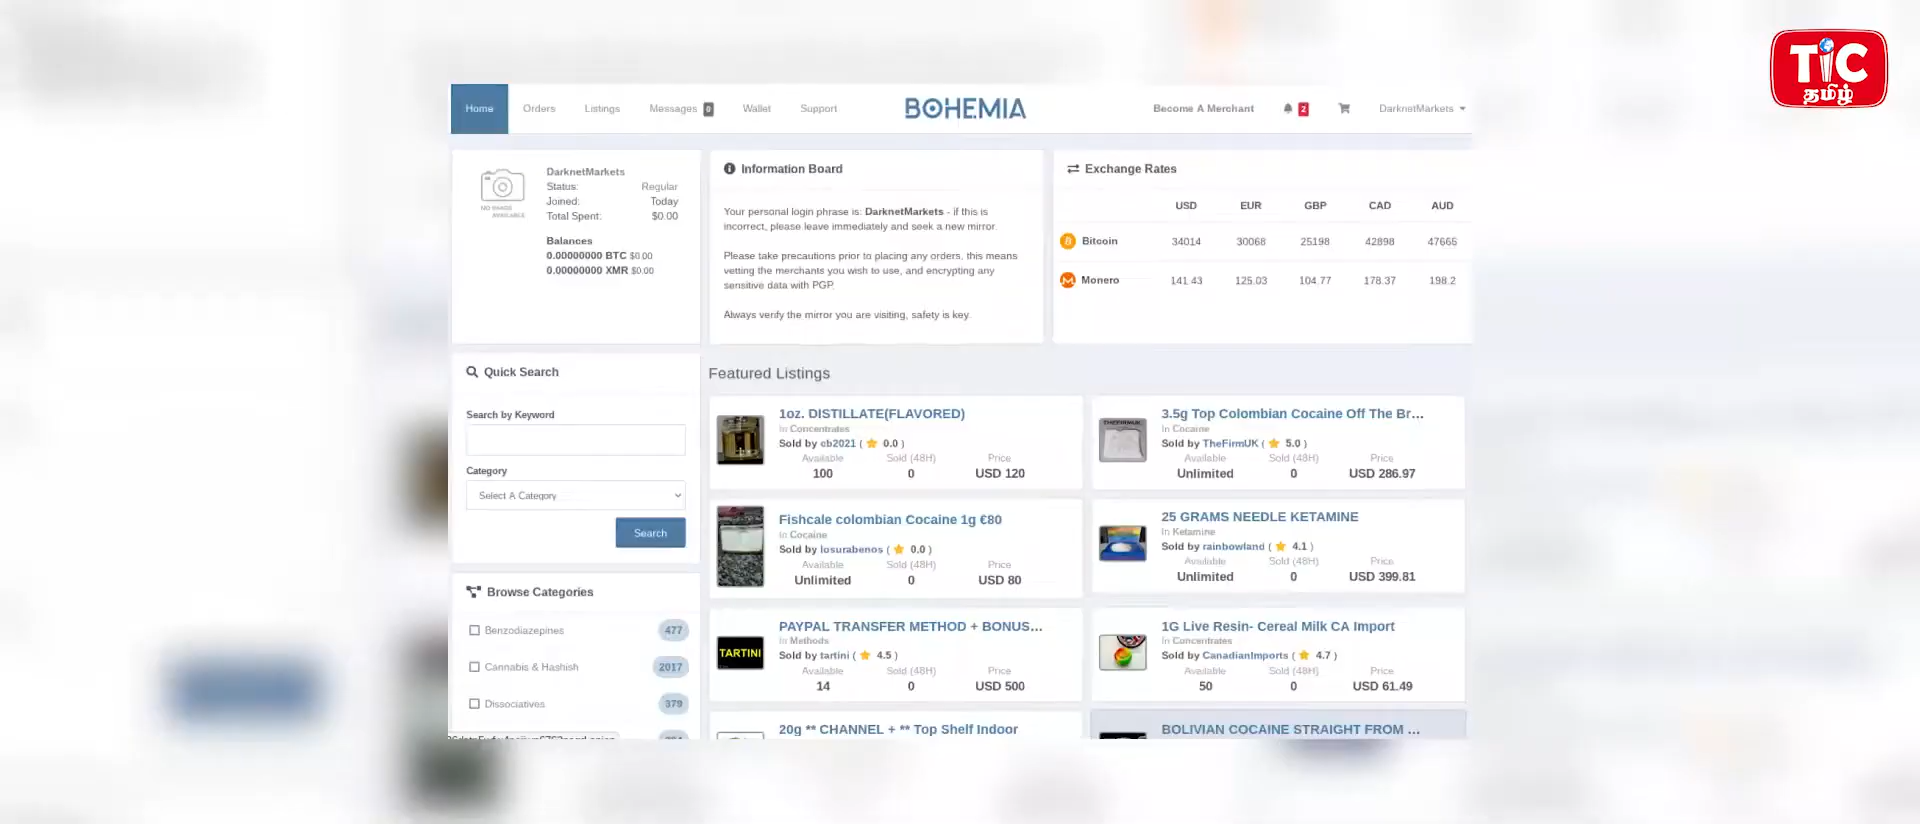 TiC
தமிழ்
Home Orders Listings Messages 0 Wallet Support BOHEMIA Become A Merchant 2 DarknetMarkets
NO IMAGE
AVAILABLE
DarknetMarkets
Status: Regular
Joined: Today
Total Spent: $0.00
Balances
0.00000000 BTC $0.00
0.00000000 XMR $0.00
Information Board
Your personal login phrase is: DarknetMarkets - if this is
incorrect, please leave immediately and seek a new mirror.
Please take precautions prior to placing any orders, this means
vetting the merchants you wish to use, and encrypting any
sensitive data with PGP.
Always verify the mirror you are visiting, safety is key.
Exchange Rates
USD EUR GBP CAD AUD
Bitcoin 34014 30068 25198 42898 47665
Monero 141.43 125.03 104.77 178.37 198.2
Quick Search
Search by Keyword
Category
Select A Category
Search
Browse Categories
Benzodiazepines 477
Cannabis & Hashish 2017
Dissociatives 379
Featured Listings
1oz. DISTILLATE(FLAVORED)
In Concentrates
Sold by cb2021 ( 0.0 )
Available Sold (48H) Price
100 0 USD 120
THEFIRMUK
3.5g Top Colombian Cocaine Off The Br...
In Cocaine
Sold by TheFirmUK ( 5.0 )
Available Sold (48H) Price
Unlimited 0 USD 286.97
Fishcale colombian Cocaine 1g €80
In Cocaine
Sold by losurabenos ( 0.0 )
Available Sold (48H) Price
Unlimited 0 USD 80
25 GRAMS NEEDLE KETAMINE
In Ketamine
Sold by rainbowland ( 4.1 )
Available Sold (48H) Price
Unlimited 0 USD 399.81
TARTINI
PAYPAL TRANSFER METHOD + BONUS...
In Methods
Sold by tartini ( 4.5 )
Available Sold (48H) Price
14 0 USD 500
1G Live Resin- Cereal Milk CA Import
In Concentrates
Sold by CanadianImports ( 4.7 )
Available Sold (48H) Price
50 0 USD 61.49
20g ** CHANNEL + ** Top Shelf Indoor
BOLIVIAN COCAINE STRAIGHT FROM ...